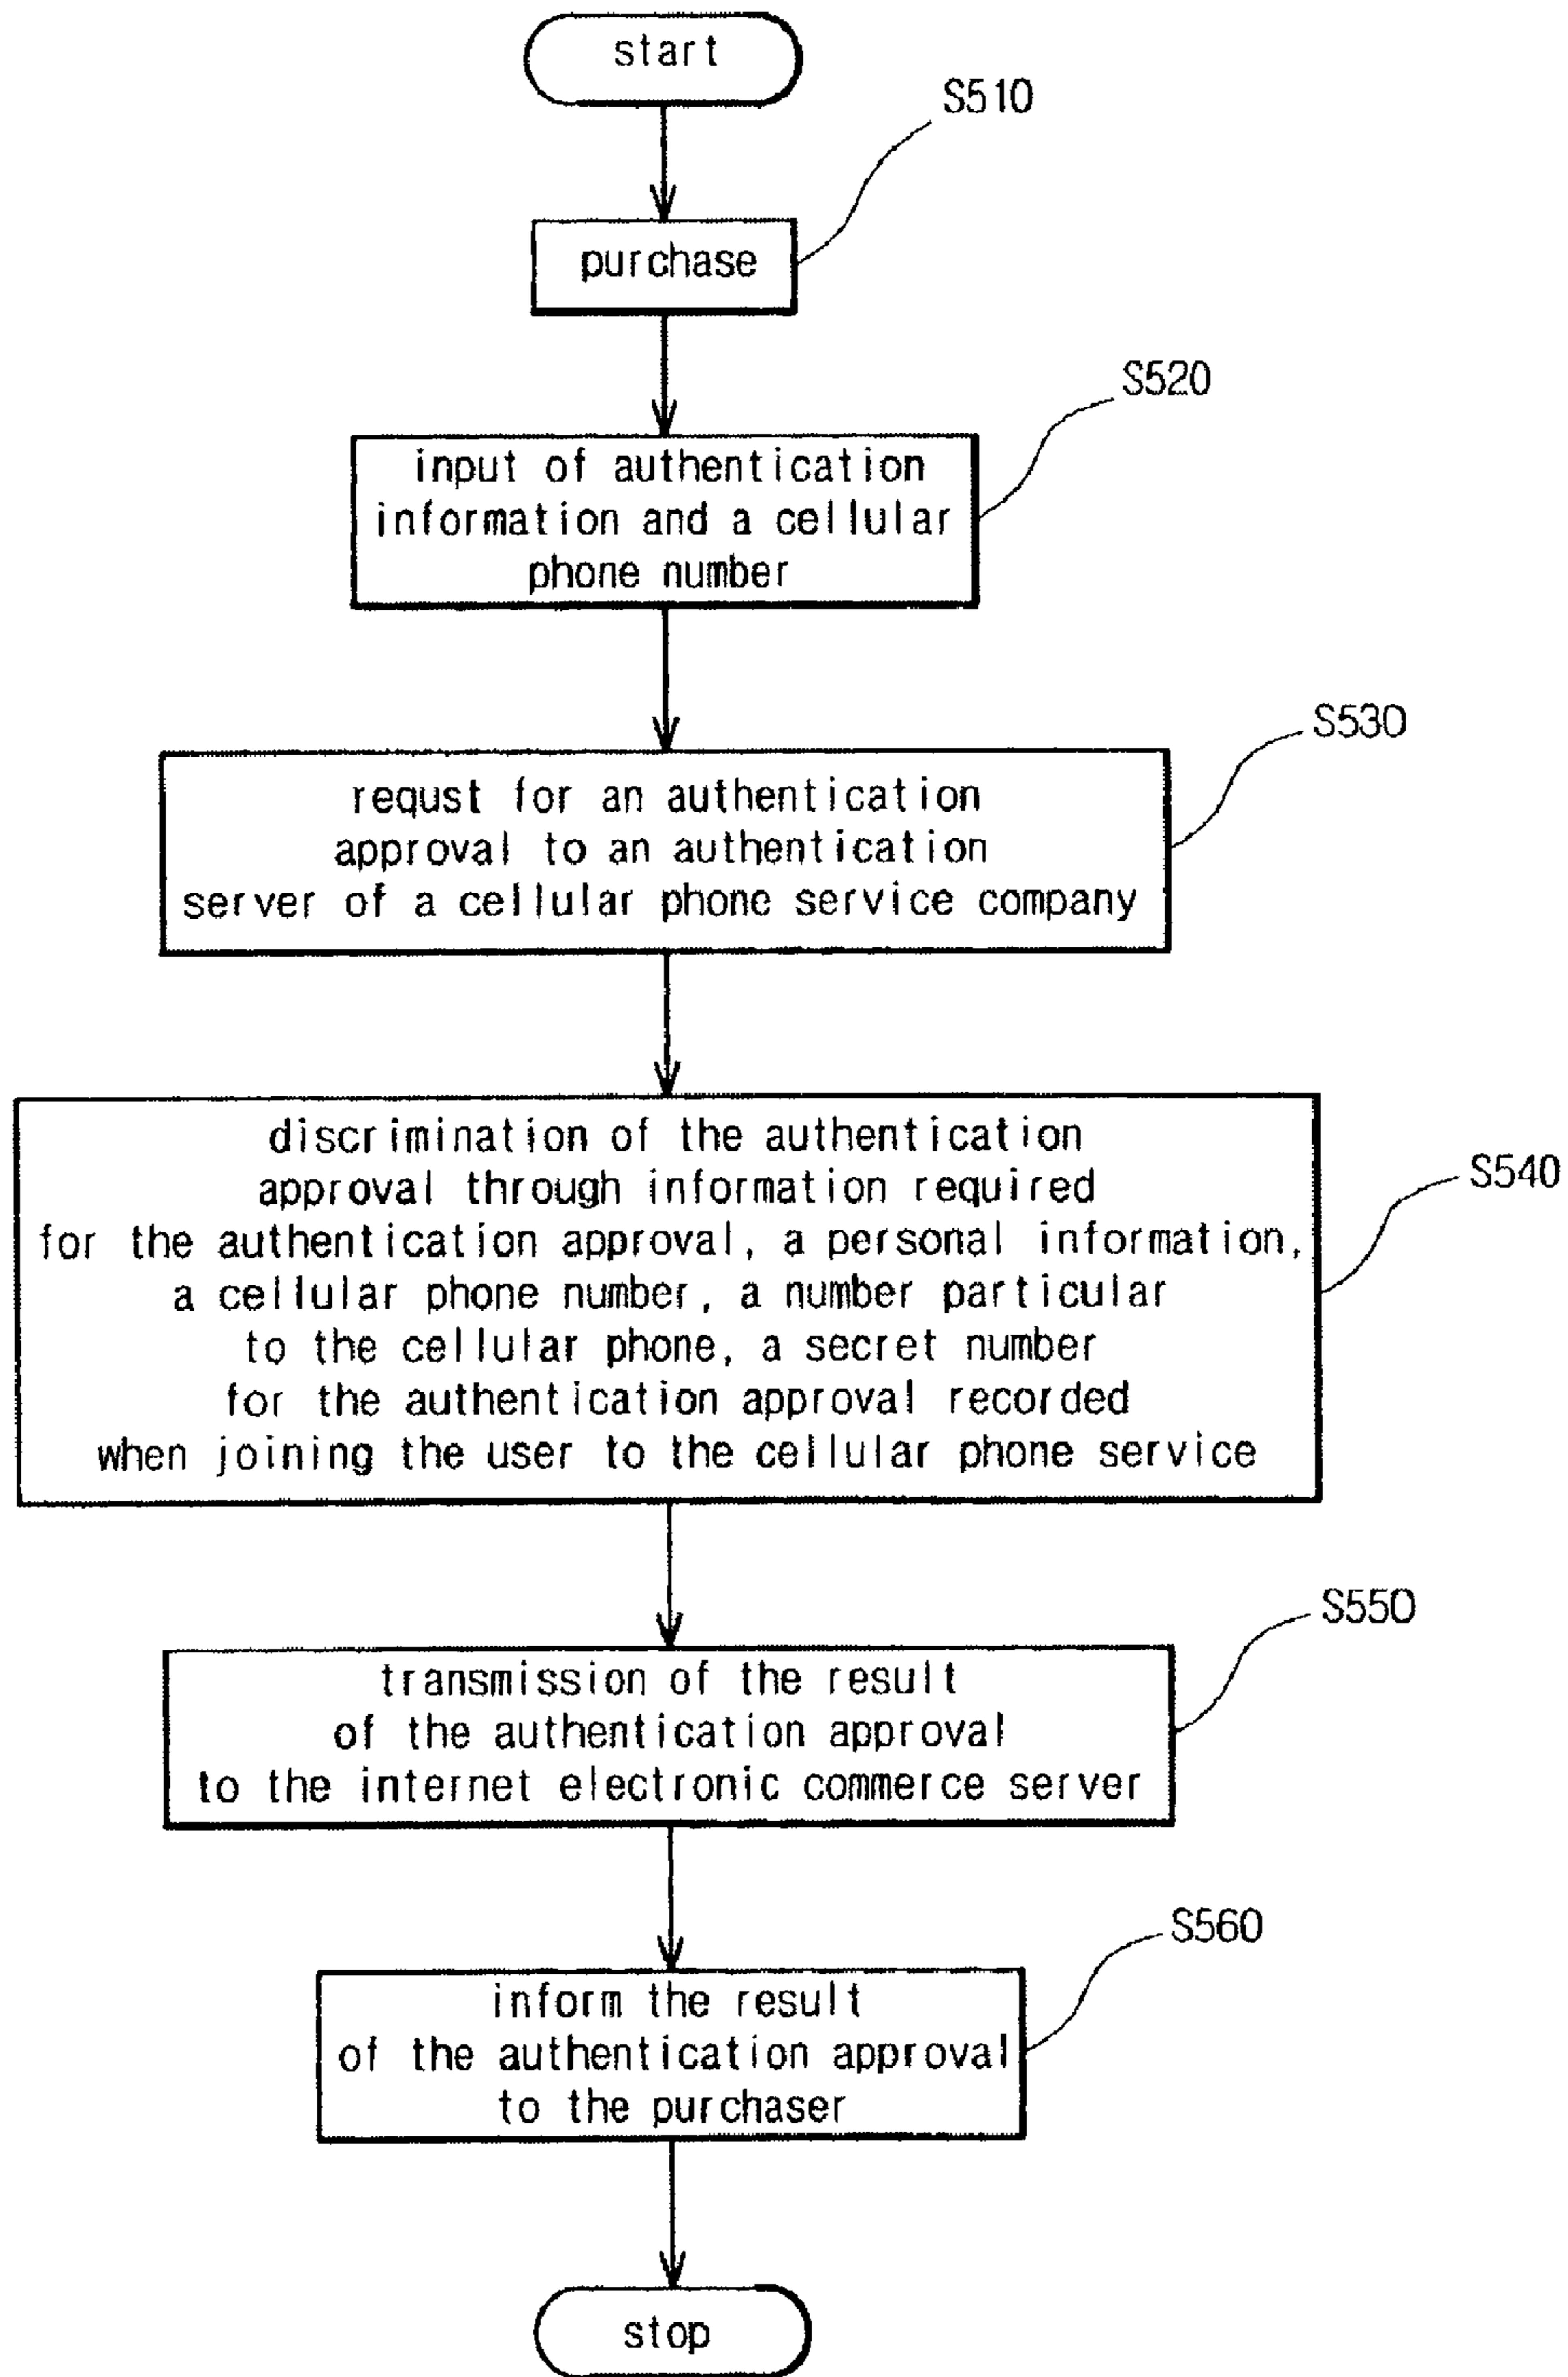 start
S510
purchase
S520
input of authentication
information and a cellular
phone number
S530
requst for an authentication
approval to an authentication
server of a cellular phone service company
S540
discrimination of the authentication
approval through information required
for the authentication approval, a personal information,
a cellular phone number, a number particular
to the cellular phone, a secret number
for the authentication approval recorded
when joining the user to the cellular phone service
S550
transmission of the result
of the authentication approval
to the internet electronic commerce server
S560
inform the result
of the authentication approval
to the purchaser
stop